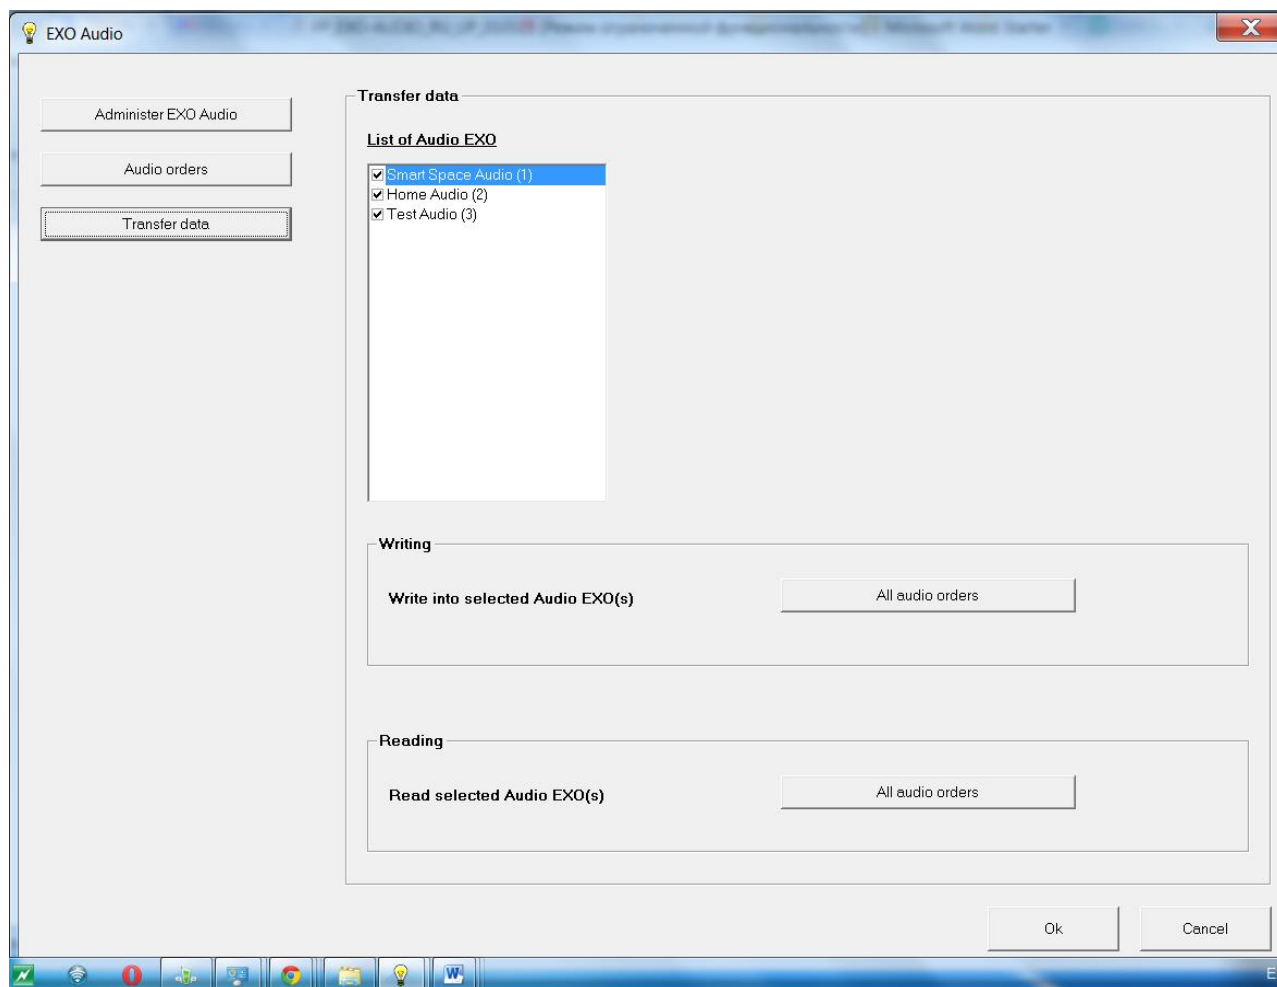 EXO Audio
Administer EXO Audio
Audio orders
Transfer data
Transfer data
List of Audio EXO
Smart Space Audio (1)
Home Audio (2)
Test Audio (3)
Writing
Write into selected Audio EXO(s)
All audio orders
Reading
Read selected Audio EXO(s)
All audio orders
Ok
Cancel
E